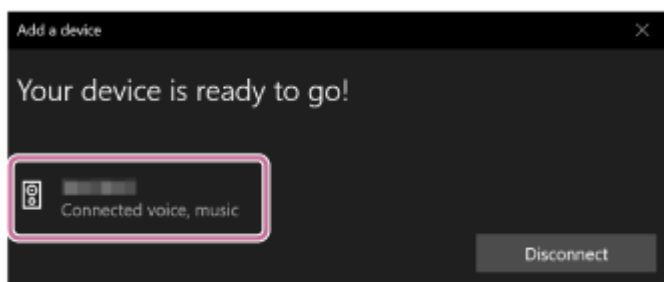 Add a device
Your device is ready to go!
Connected voice, music
Disconnect